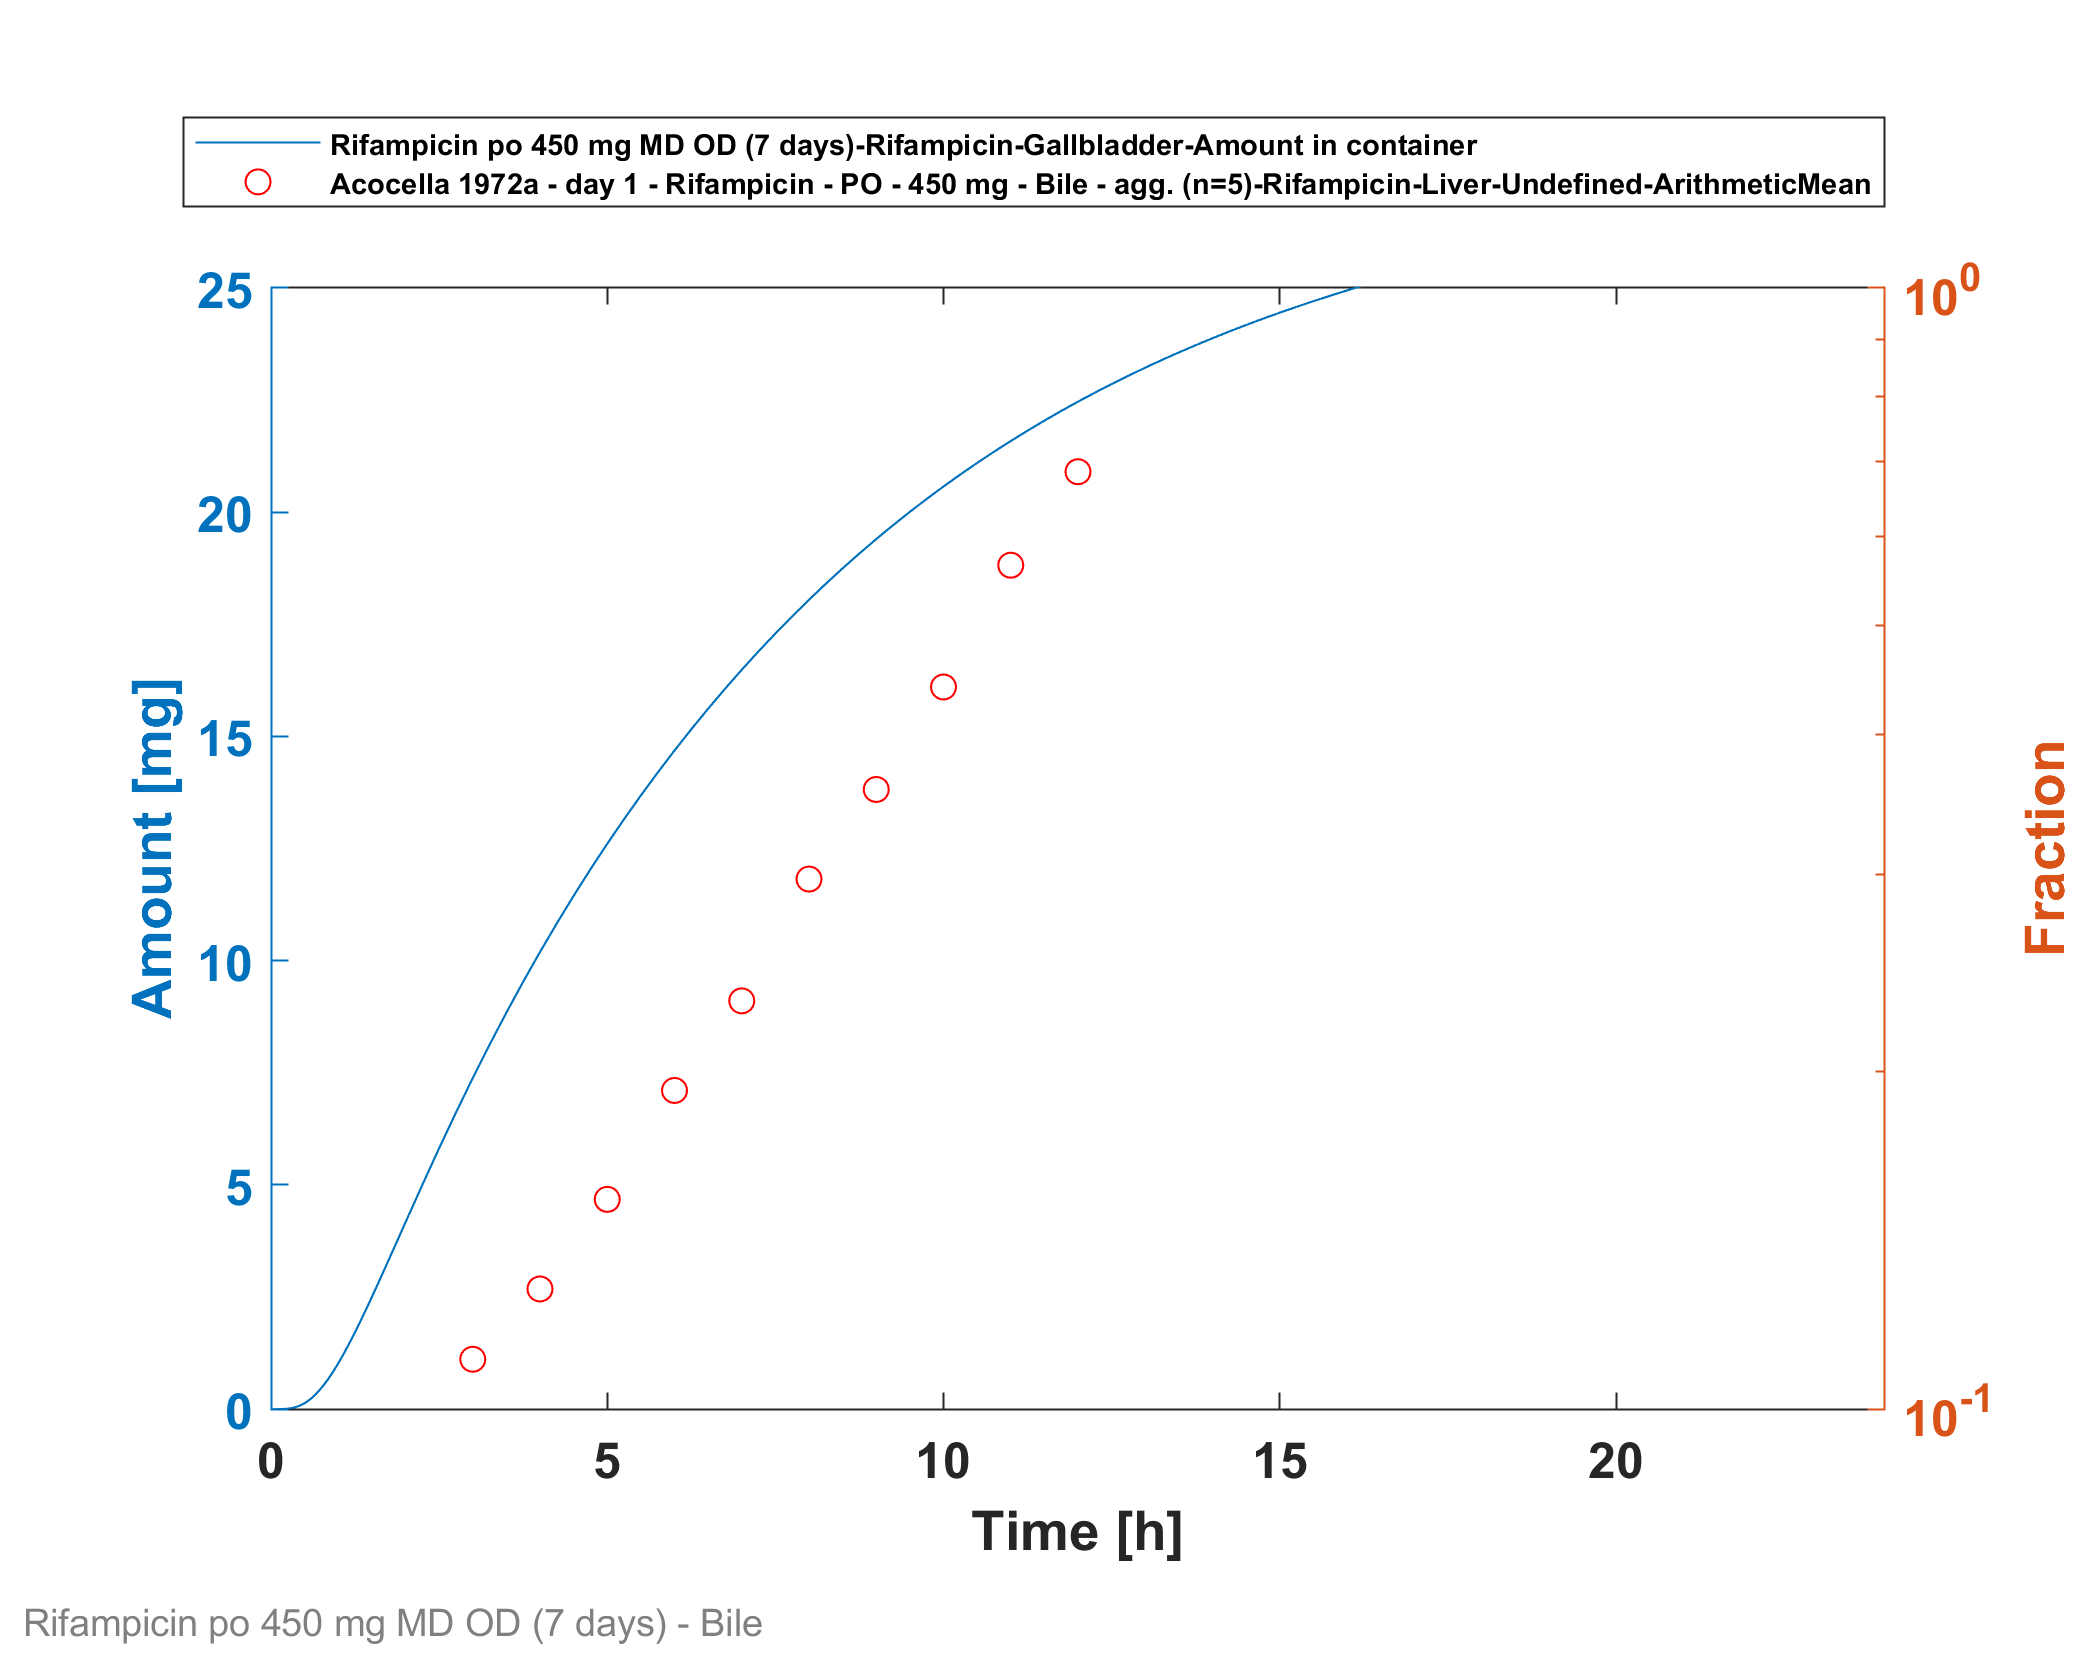 Rifampicin po 450 mg MD OD (7 days)-Rifampicin-Gallbladder-Amount in container
Acocella 1972a - day 1 - Rifampicin - PO - 450 mg - Bile - agg. (n=5)-Rifampicin-Liver-Undefined-ArithmeticMean
25
20
15
10
5
0
Amount [mg]
10^0
10^-1
Fraction
0 5 10 15 20
Time [h]
Rifampicin po 450 mg MD OD (7 days) - Bile